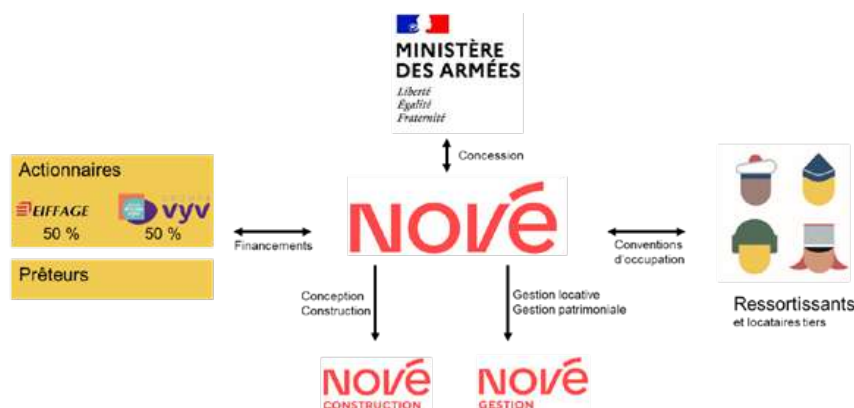 MINISTÈRE
DES ARMÉES
Liberté
Égalité
Fraternité
Concession
Actionnaires
EIFFAGE
GROUPE
vyv
50 %
50 %
Prêteurs
Financements
NOVÉ
Conventions
d'occupation
Ressortissants
et locataires tiers
Conception
Construction
Gestion locative
Gestion patrimoniale
NOVÉ
CONSTRUCTION
NOVÉ
GESTION